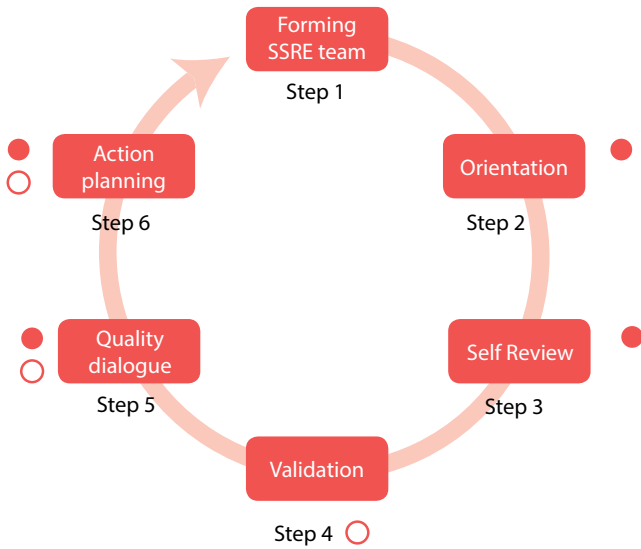 Forming
SSRE team
Step 1
Orientation
Step 2
Self Review
Step 3
Validation
Step 4
Quality
dialogue
Step 5
Action
planning
Step 6